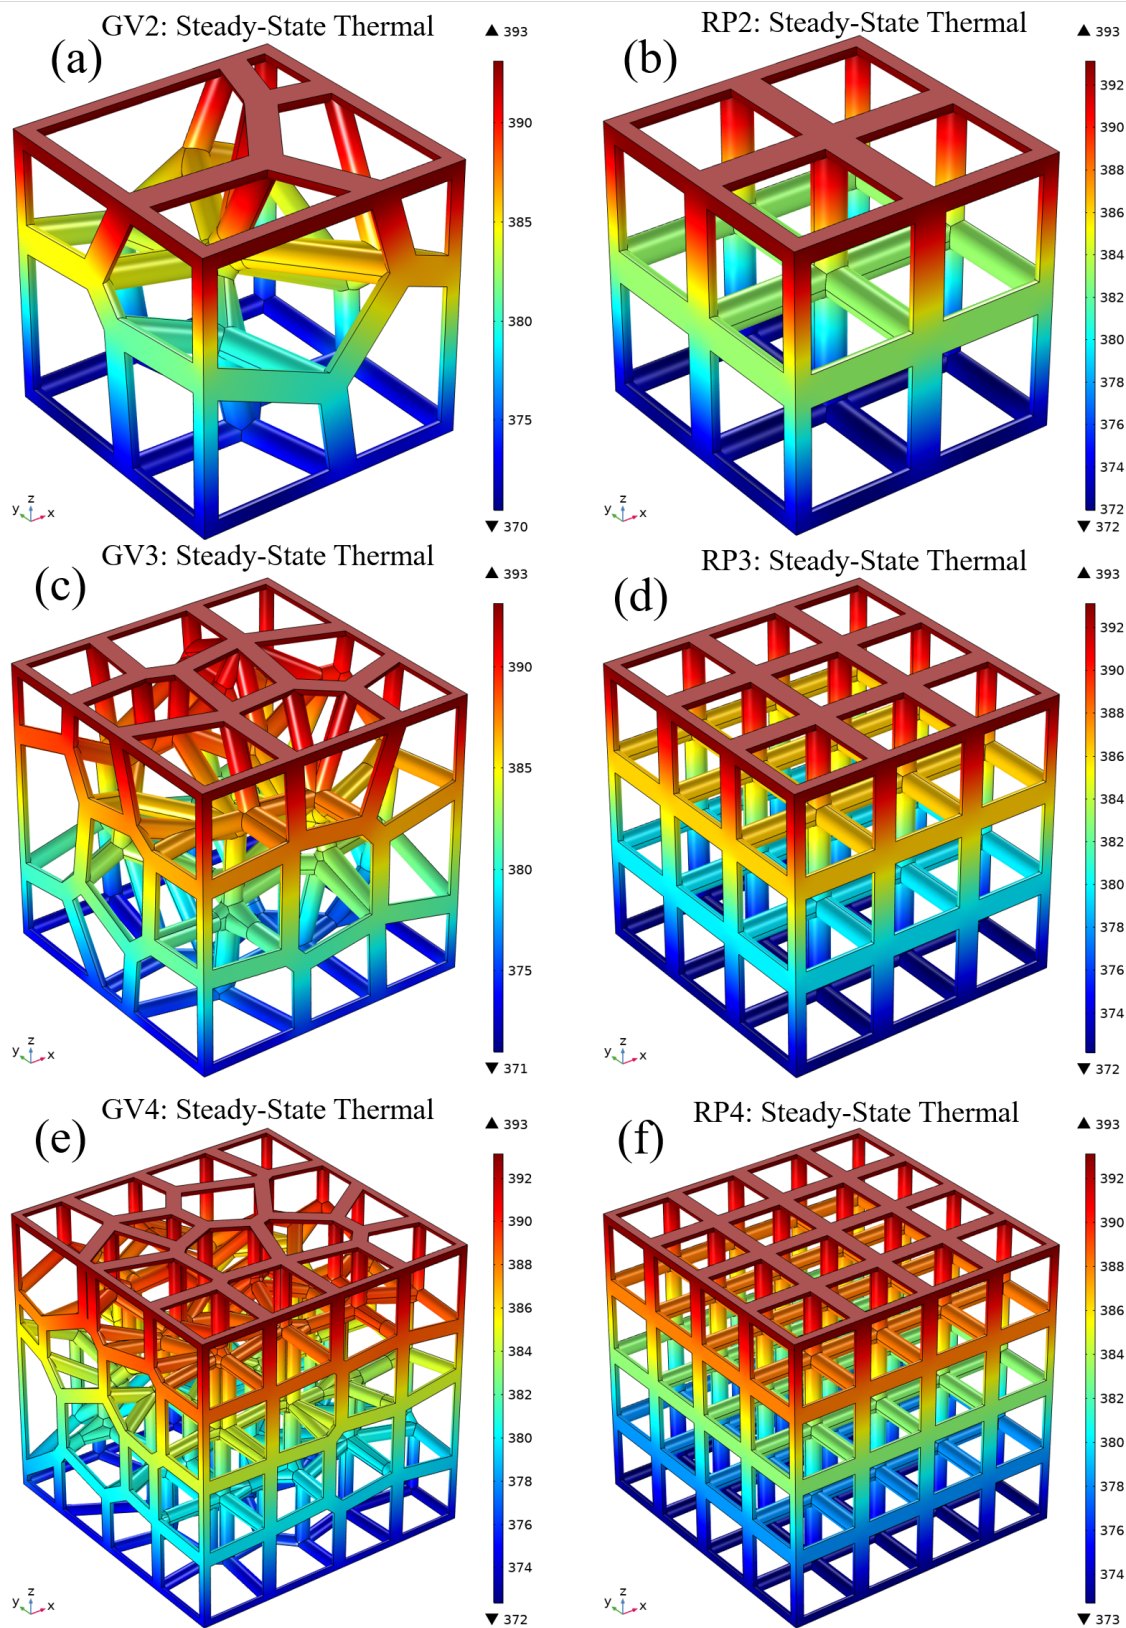 GV2: Steady-State Thermal
(a)
▲ 393
390
385
380
375
▼ 370
z
y
x
RP2: Steady-State Thermal
(b)
▲ 393
392
390
388
386
384
382
380
378
376
374
372
▼ 372
z
y
x
GV3: Steady-State Thermal
(c)
▲ 393
390
385
380
375
▼ 371
z
y
x
RP3: Steady-State Thermal
(d)
▲ 393
392
390
388
386
384
382
380
378
376
374
▼ 372
z
y
x
GV4: Steady-State Thermal
(e)
▲ 393
392
390
388
386
384
382
380
378
376
374
▼ 372
z
y
x
RP4: Steady-State Thermal
(f)
▲ 393
392
390
388
386
384
382
380
378
376
374
▼ 373
z
y
x